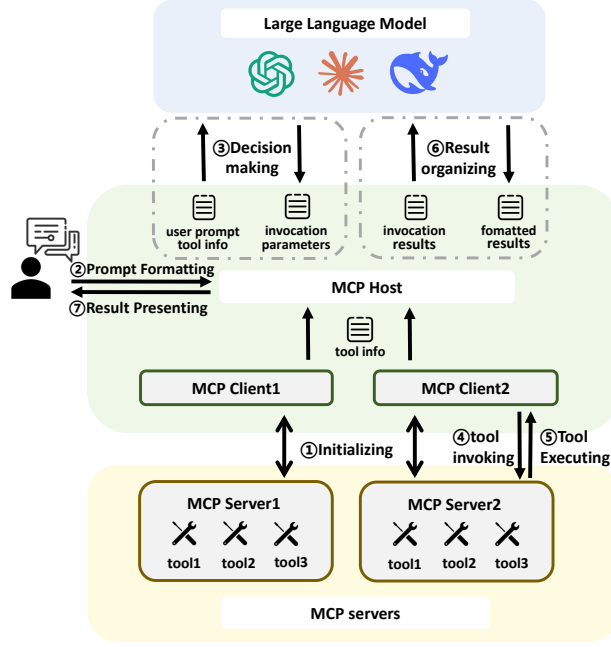 Large Language Model
③Decision
making
⑥Result
organizing
user prompt
tool info
invocation
parameters
invocation
results
fomatted
results
②Prompt Formatting
⑦Result Presenting
MCP Host
tool info
MCP Client1
MCP Client2
①Initializing
④tool
invoking
⑤Tool
Executing
MCP Server1
tool1 tool2 tool3
MCP Server2
tool1 tool2 tool3
MCP servers